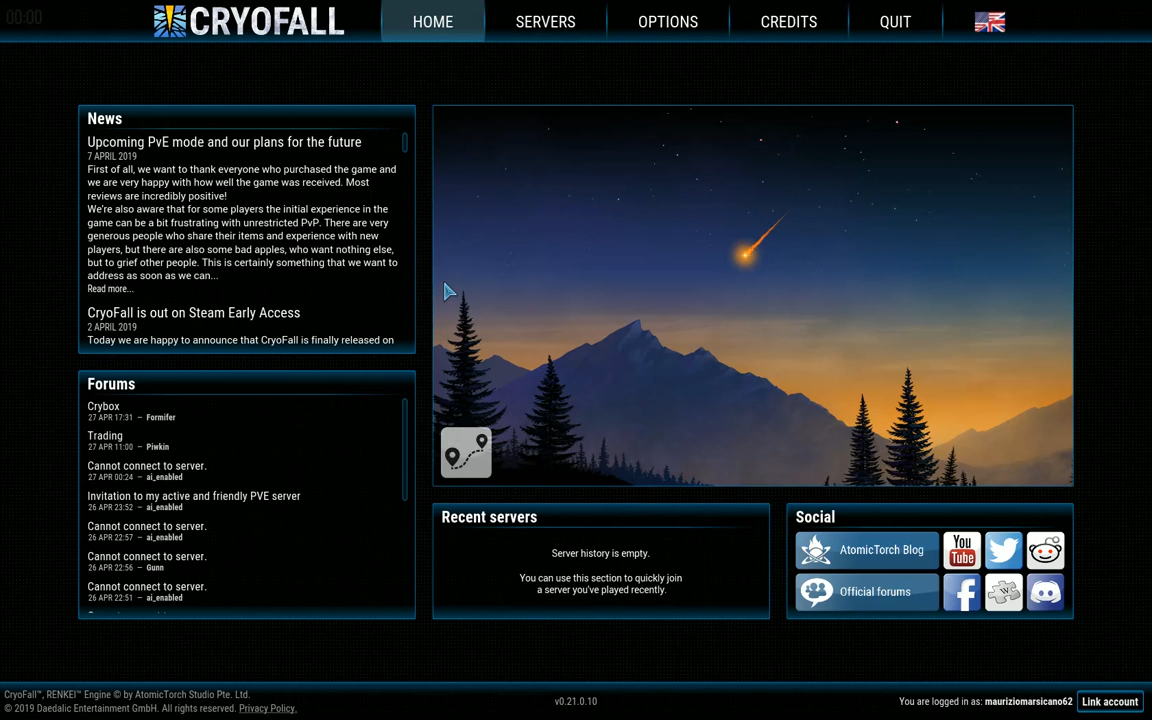 00:00
CRYOFALL
HOME
SERVERS
OPTIONS
CREDITS
QUIT
News
Upcoming PvE mode and our plans for the future
7 APRIL 2019
First of all, we want to thank everyone who purchased the game and
we are very happy with how well the game was received. Most
reviews are incredibly positive!
We're also aware that for some players the initial experience in the
game can be a bit frustrating with unrestricted PvP. There are very
generous people who share their items and experience with new
players, but there are also some bad apples, who want nothing else,
but to grief other people. This is certainly something that we want to
address as soon as we can...
Read more...
CryoFall is out on Steam Early Access
2 APRIL 2019
Today we are happy to announce that CryoFall is finally released on
Forums
Crybox
27 APR 17:31 – Formifer
Trading
27 APR 11:00 – Piwkin
Cannot connect to server.
27 APR 00:24 – ai_enabled
Invitation to my active and friendly PVE server
26 APR 23:52 – ai_enabled
Cannot connect to server.
26 APR 22:57 – ai_enabled
Cannot connect to server.
26 APR 22:56 – Gunn
Cannot connect to server.
26 APR 22:51 – ai_enabled
Recent servers
Server history is empty.
You can use this section to quickly join
a server you've played recently.
Social
AtomicTorch Blog
You
Tube
Official forums
W
CryoFall™, RENKEI™ Engine © by AtomicTorch Studio Pte. Ltd.
© 2019 Daedalic Entertainment GmbH. All rights reserved. Privacy Policy.
v0.21.0.10
You are logged in as: mauriziomarsicano62
Link account